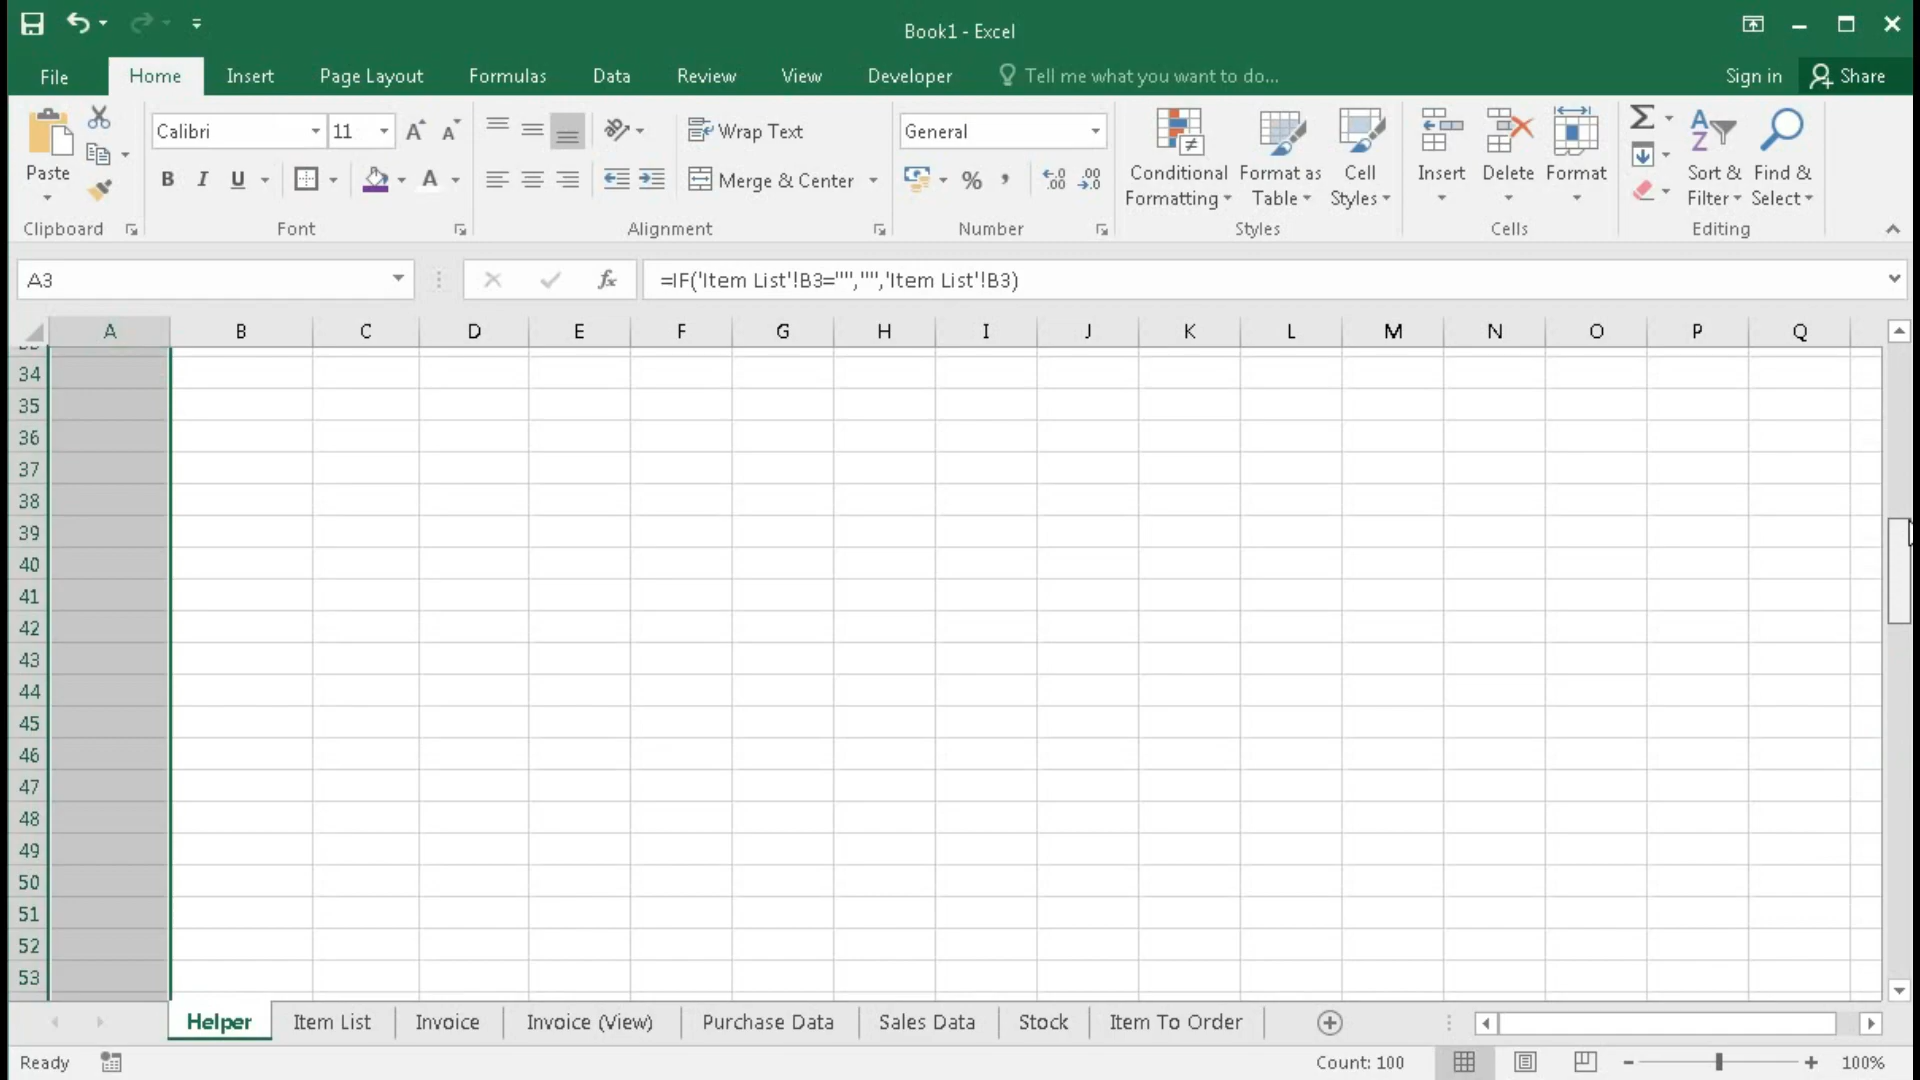 Book1 - Excel
File Home Insert Page Layout Formulas Data Review View Developer Tell me what you want to do... Sign in Share
Paste
Clipboard
Calibri 11
B I U A
Font
Wrap Text
Merge & Center
Alignment
General
% ,
Number
Conditional Formatting
Format as Table
Cell Styles
Styles
Insert
Delete
Format
Cells
Sort & Filter
Find & Select
Editing
A3
fx
=IF('Item List'!B3="","",'Item List'!B3)
A B C D E F G H I J K L M N O P Q
34
35
36
37
38
39
40
41
42
43
44
45
46
47
48
49
50
51
52
53
Helper Item List Invoice Invoice (View) Purchase Data Sales Data Stock Item To Order
Ready
Count: 100
100%